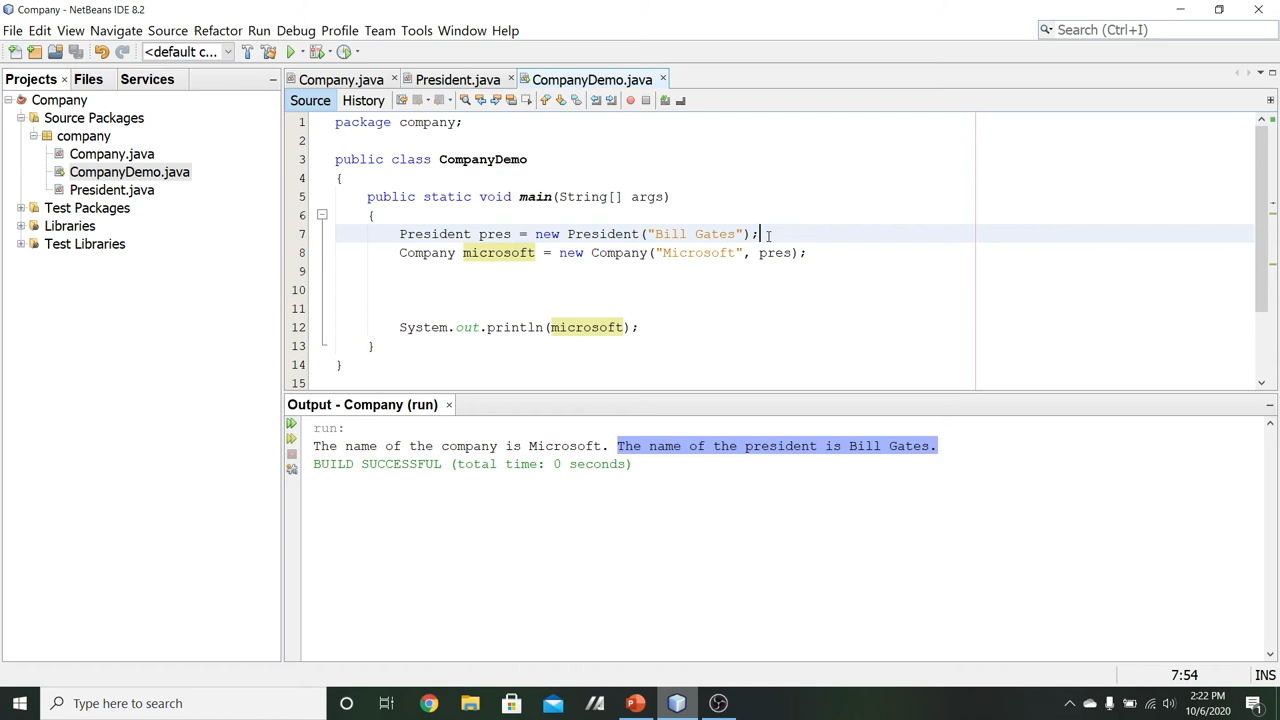 Company - NetBeans IDE 8.2
File Edit View Navigate Source Refactor Run Debug Profile Team Tools Window Help
Search (Ctrl+I)
<default c...
Projects Files Services
Company.java President.java CompanyDemo.java
Source History
Company
Source Packages
company
Company.java
CompanyDemo.java
President.java
Test Packages
Libraries
Test Libraries
1 package company;
2
3 public class CompanyDemo
4 {
5 public static void main(String[] args)
6 {
7 President pres = new President("Bill Gates");
8 Company microsoft = new Company("Microsoft", pres);
9
10
11
12 System.out.println(microsoft);
13 }
14 }
15
Output - Company (run)
run:
The name of the company is Microsoft. The name of the president is Bill Gates.
BUILD SUCCESSFUL (total time: 0 seconds)
7:54 INS
Type here to search
2:22 PM
10/6/2020
1